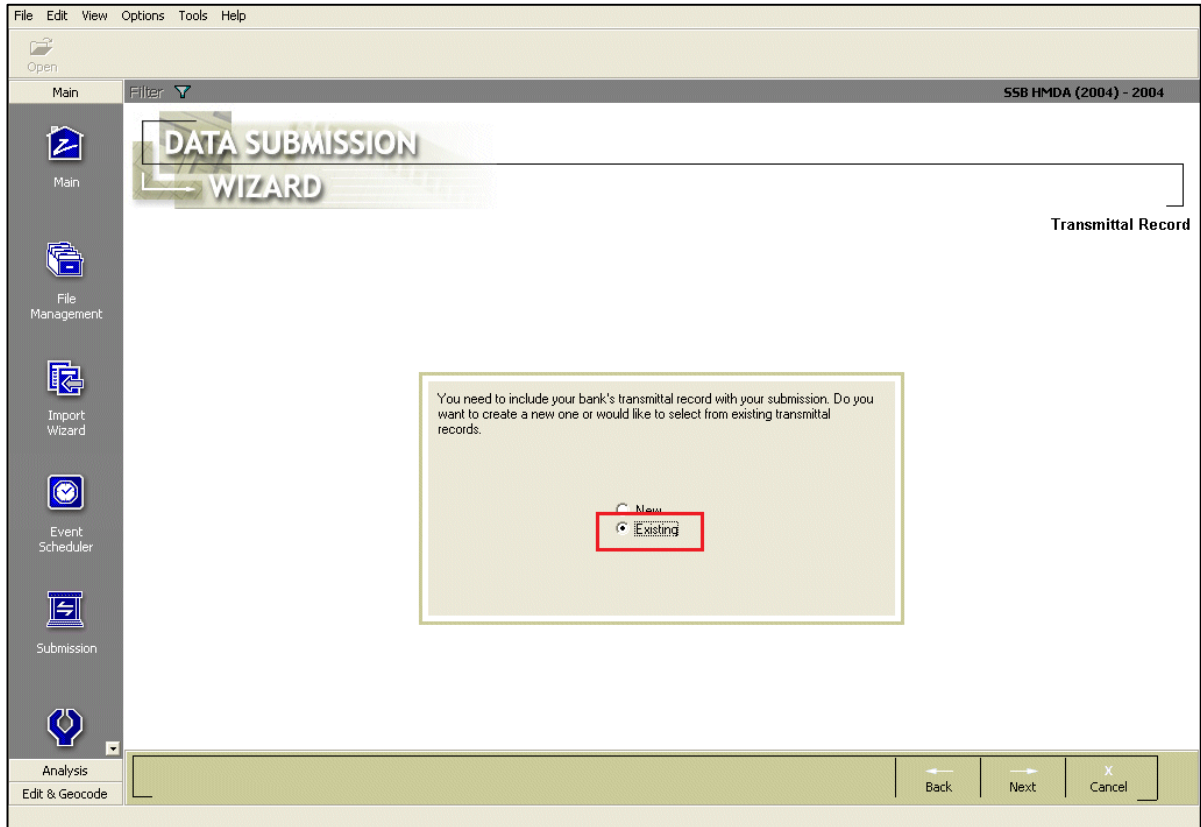 File Edit View Options Tools Help
Open
Main
Filter
SSB HMDA (2004) - 2004
DATA SUBMISSION
WIZARD
Transmittal Record
Main
File
Management
Import
Wizard
Event
Scheduler
Submission
You need to include your bank's transmittal record with your submission. Do you
want to create a new one or would like to select from existing transmittal
records.
New
Existing
Analysis
Edit & Geocode
Back
Next
X
Cancel